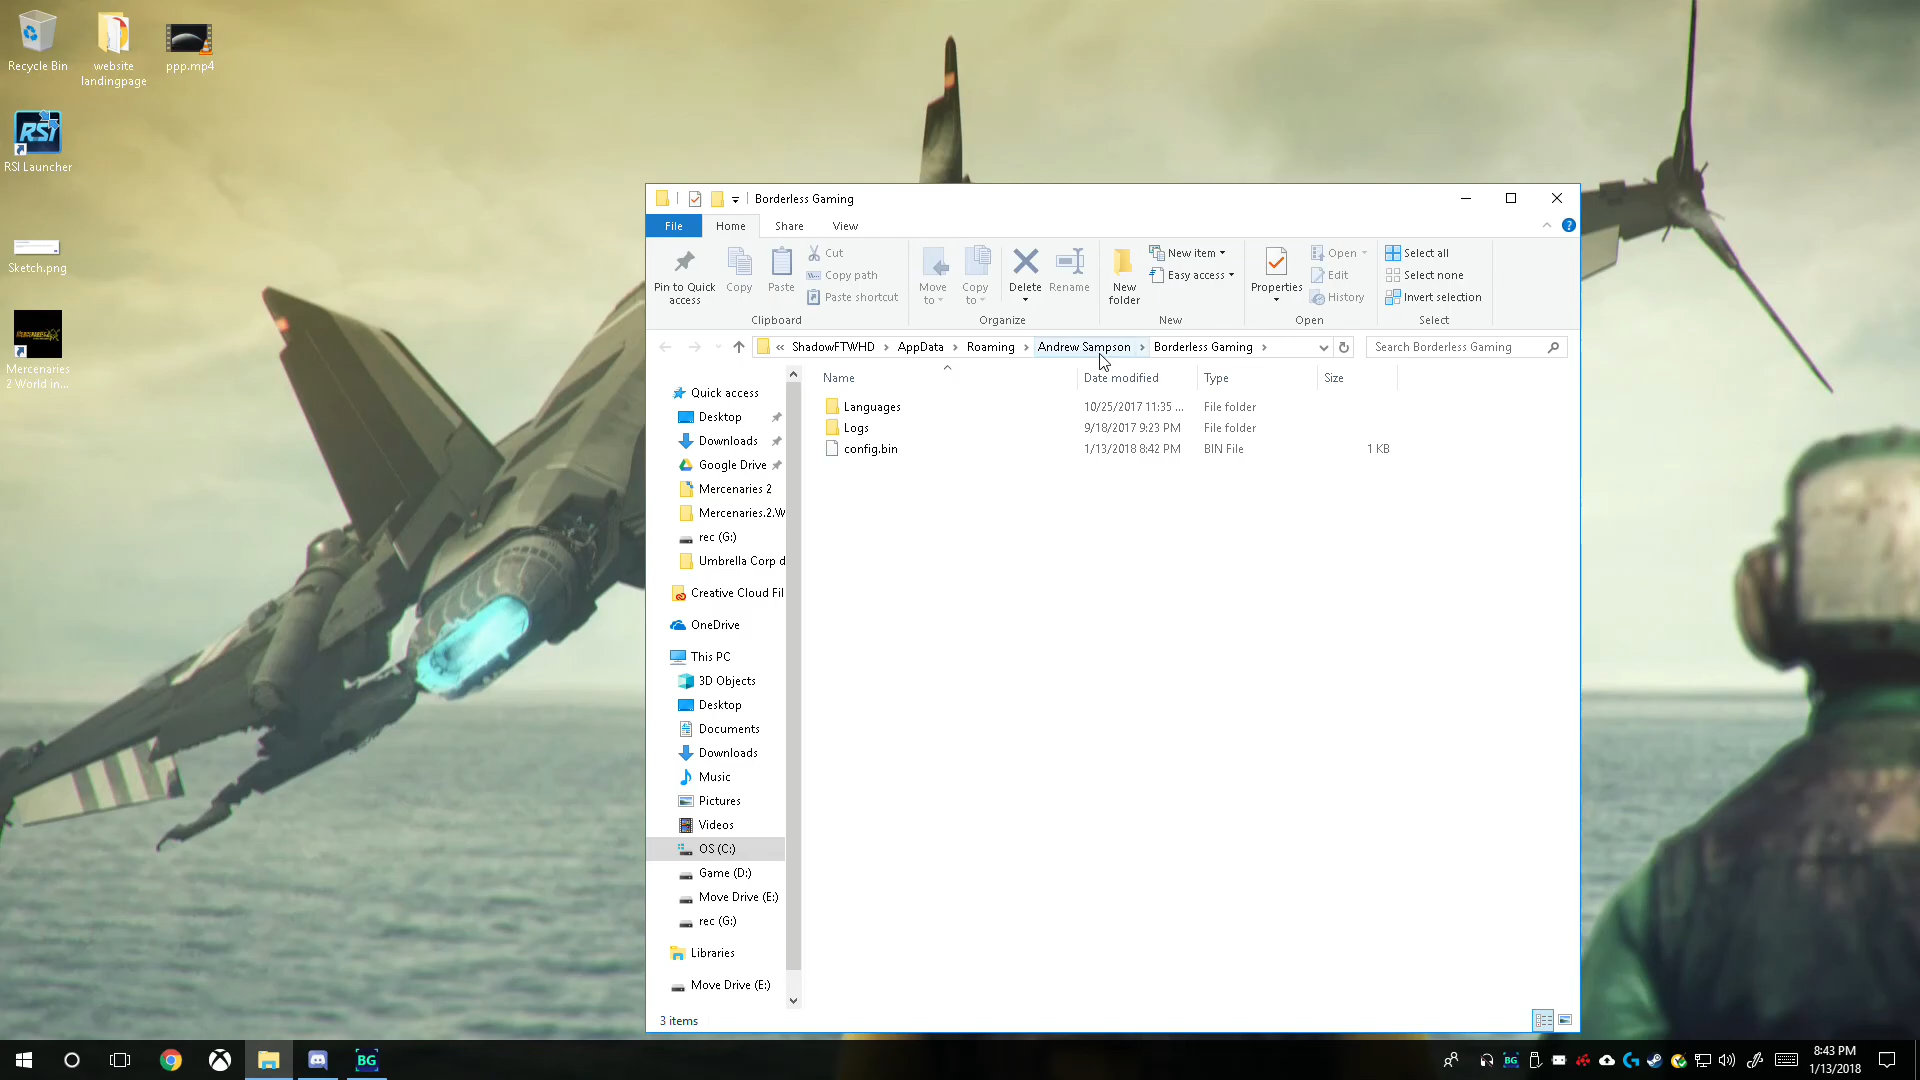 Recycle Bin
website
landingpage
ppp.mp4
RSI
RSI Launcher
Sketch.png
Mercenaries
2 World in...
Borderless Gaming
File
Home
Share
View
Pin to Quick
access
Copy
Paste
Cut
Copy path
Paste shortcut
Clipboard
Move
to
Copy
to
Delete
Rename
Organize
New
folder
New item
Easy access
New
Properties
Open
Edit
History
Open
Select all
Select none
Invert selection
Select
« ShadowFTWHD › AppData › Roaming › Andrew Sampson › Borderless Gaming ›
Search Borderless Gaming
Name
Date modified
Type
Size
Languages
10/25/2017 11:35 ...
File folder
Logs
9/18/2017 9:23 PM
File folder
config.bin
1/13/2018 8:42 PM
BIN File
1 KB
Quick access
Desktop
Downloads
Google Drive
Mercenaries 2
Mercenaries.2.W
rec (G:)
Umbrella Corp d
Creative Cloud Fil
OneDrive
This PC
3D Objects
Desktop
Documents
Downloads
Music
Pictures
Videos
OS (C:)
Game (D:)
Move Drive (E:)
rec (G:)
Libraries
Move Drive (E:)
3 items
BG
BG
8:43 PM
1/13/2018